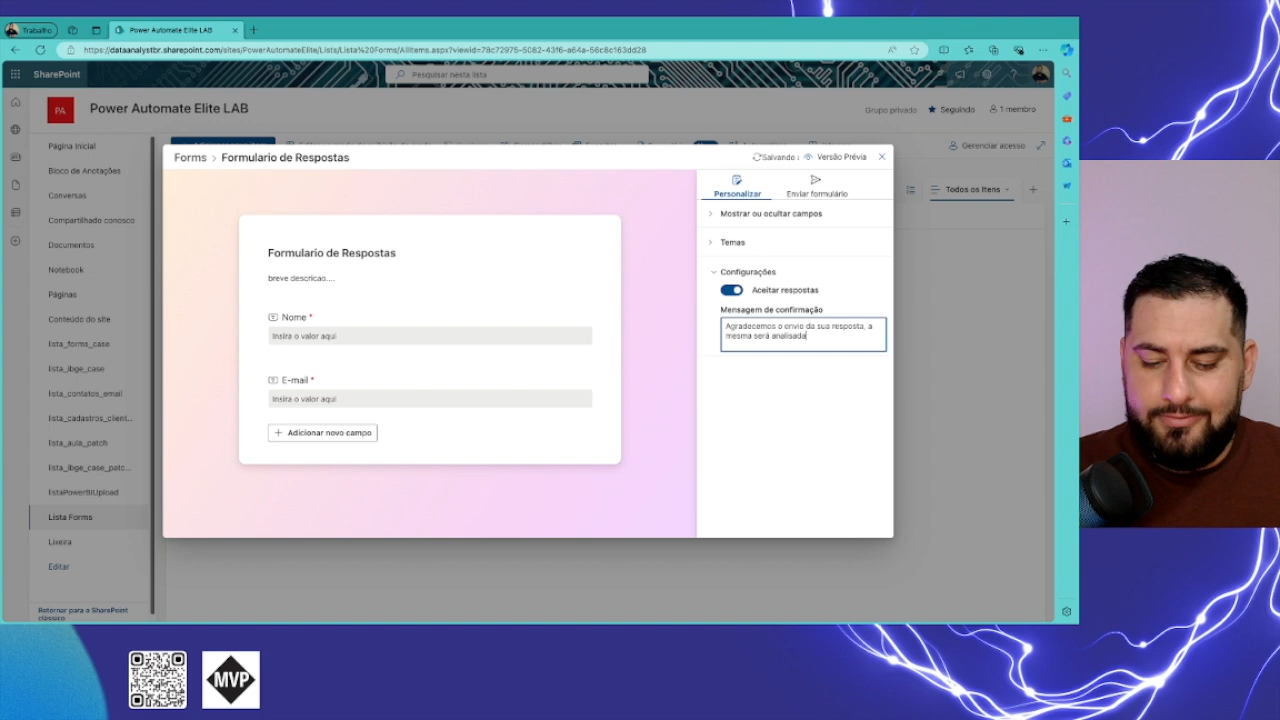 Trabalho
Power Automate Elite LAB
https://dataanalystbr.sharepoint.com/sites/PowerAutomateElite/Lists/Lista%20Forms/AllItems.aspx?viewid=78c72975-5082-43f6-a64a-56c8c163dd28
SharePoint
Pesquisar nesta lista
PA
Power Automate Elite LAB
Grupo privado
Seguindo
1 membro
Página Inicial
Bloco de Anotações
Conversas
Compartilhado conosco
Documentos
Notebook
Páginas
Conteúdo do site
lista_forms_case
lista_ibge_case
lista_contatos_email
lista_cadastros_client...
lista_aula_patch
lista_ibge_case_patc...
listaPowerBIUpload
Lista Forms
Lixeira
Editar
Retornar para o SharePoint
clássico
Gerenciar acesso
Todos os Itens
Forms > Formulario de Respostas
Salvando
Versão Prévia
Formulario de Respostas
breve descricao....
Nome *
Insira o valor aqui
E-mail *
Insira o valor aqui
Adicionar novo campo
Personalizar
Enviar formulário
Mostrar ou ocultar campos
Temas
Configurações
Aceitar respostas
Mensagem de confirmação
Agradecemos o envio da sua resposta, a
mesma será analisada
MVP